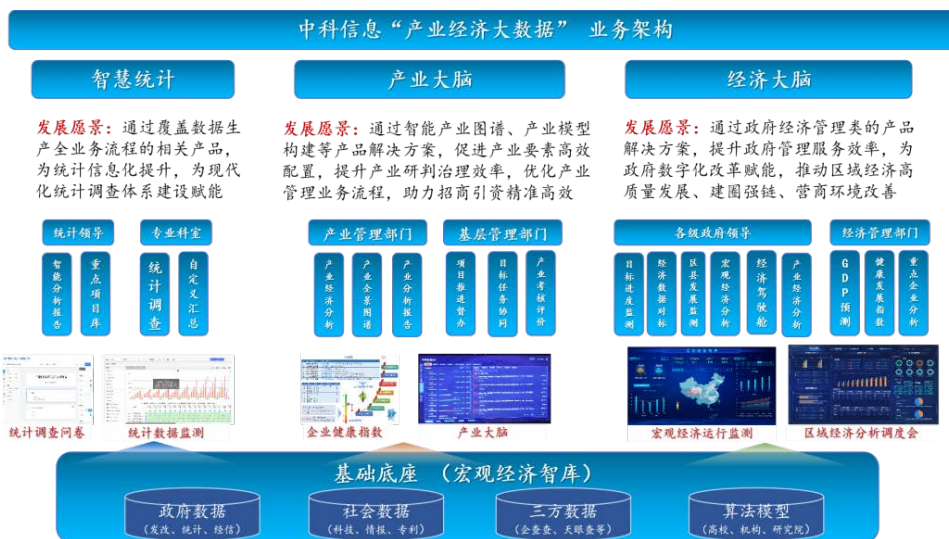 中科信息“产业经济大数据” 业务架构
智慧统计
发展愿景：通过覆盖数据生
产全业务流程的相关产品，
为统计信息化提升，为现代
化统计调查体系建设赋能
统计领导
专业科室
智能分析报告
重点项目库
统计调查
自定义汇总
统计调查问卷
统计数据监测
产业大脑
发展愿景：通过智能产业图谱、产业模型
构建等产品解决方案，促进产业要素高效
配置，提升产业研判治理效率，优化产业
管理业务流程，助力招商引资精准高效
产业管理部门
基层管理部门
产业经济分析
产业全景图谱
产业分析报告
项目推进督办
目标任务协同
产业考核评价
企业健康指数
产业大脑
经济大脑
发展愿景：通过政府经济管理类的产品
解决方案，提升政府管理服务效率，为
政府数字化改革赋能，推动区域经济高
质量发展、建圈强链、营商环境改善
各级政府领导
经济管理部门
目标进度监测
经济数据对标
区县发展监测
宏观经济分析
经济驾驶舱
产业经济分析
GDP预测
健康发展指数
重点企业分析
宏观经济运行监测
区域经济分析调度会
基础底座 （宏观经济智库）
政府数据
（发改、统计、经信）
社会数据
（科技、情报、专利）
三方数据
（企查查、天眼查等）
算法模型
（高校、机构、研究院）